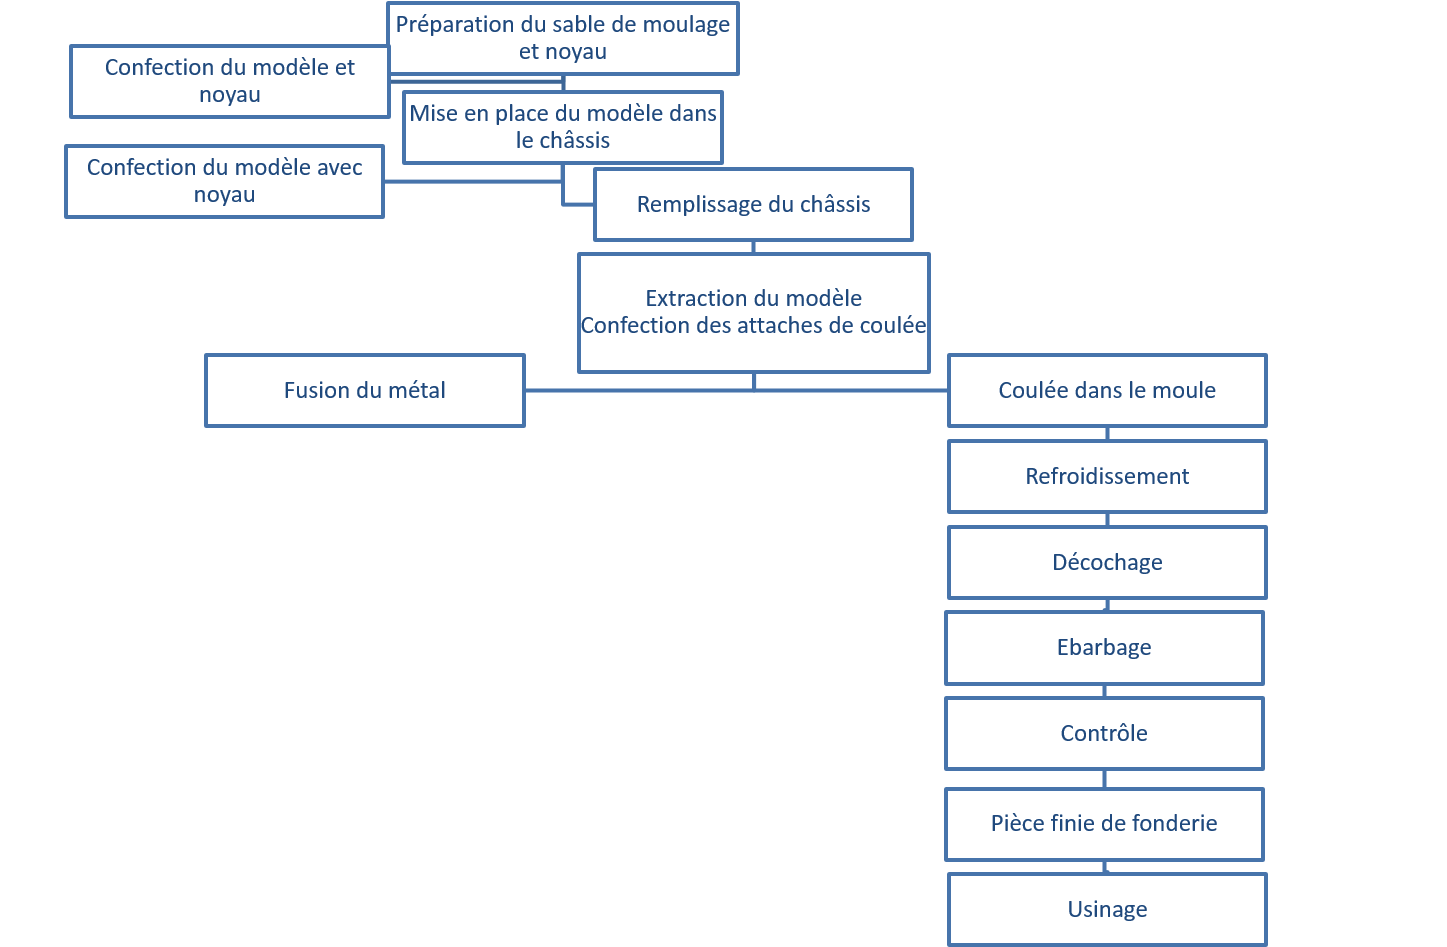 Préparation du sable de moulage
et noyau
Confection du modèle et
noyau
Mise en place du modèle dans
le châssis
Confection du modèle avec
noyau
Remplissage du châssis
Extraction du modèle
Confection des attaches de coulée
Fusion du métal
Coulée dans le moule
Refroidissement
Décochage
Ebarbage
Contrôle
Pièce finie de fonderie
Usinage